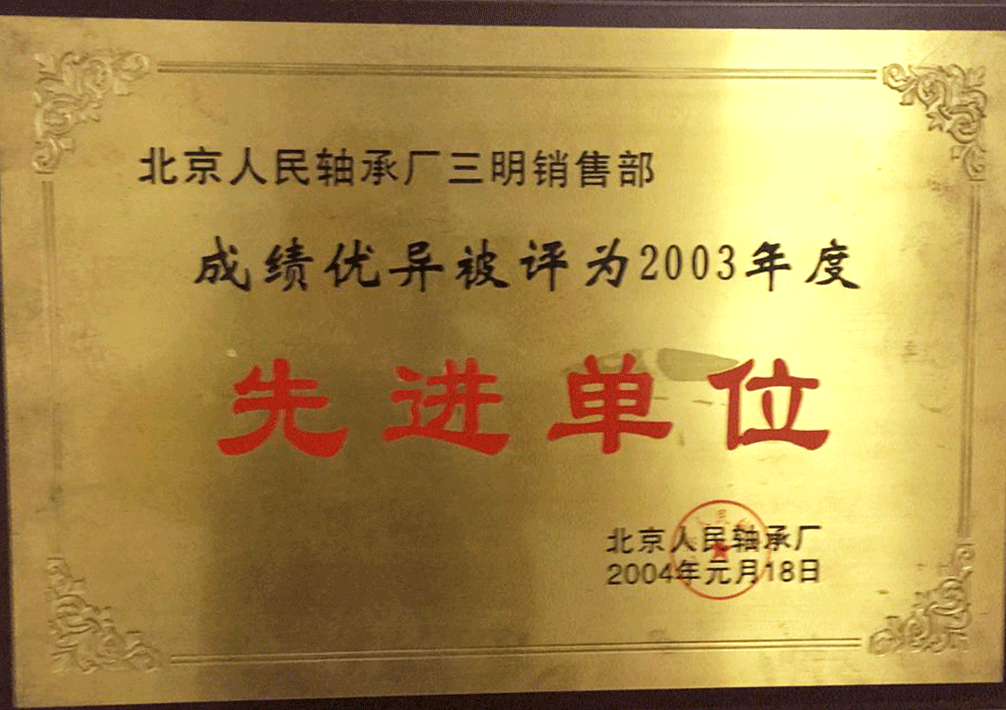 北京人民轴承厂三明销售部
成绩优异被评为2003年度
先进单位
北京人民轴承厂
2004年元月18日